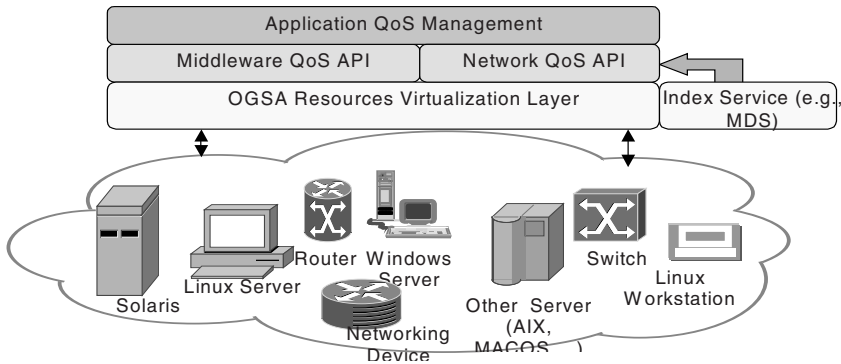 Application QoS Management
Middleware QoS API
Network QoS API
OGSA Resources Virtualization Layer
Index Service (e.g.,
MDS)
Router
Windows
Server
Switch
Linux Server
Linux
Workstation
Solaris
Other Server
(AIX,
MACOS ... )
Networking
Device